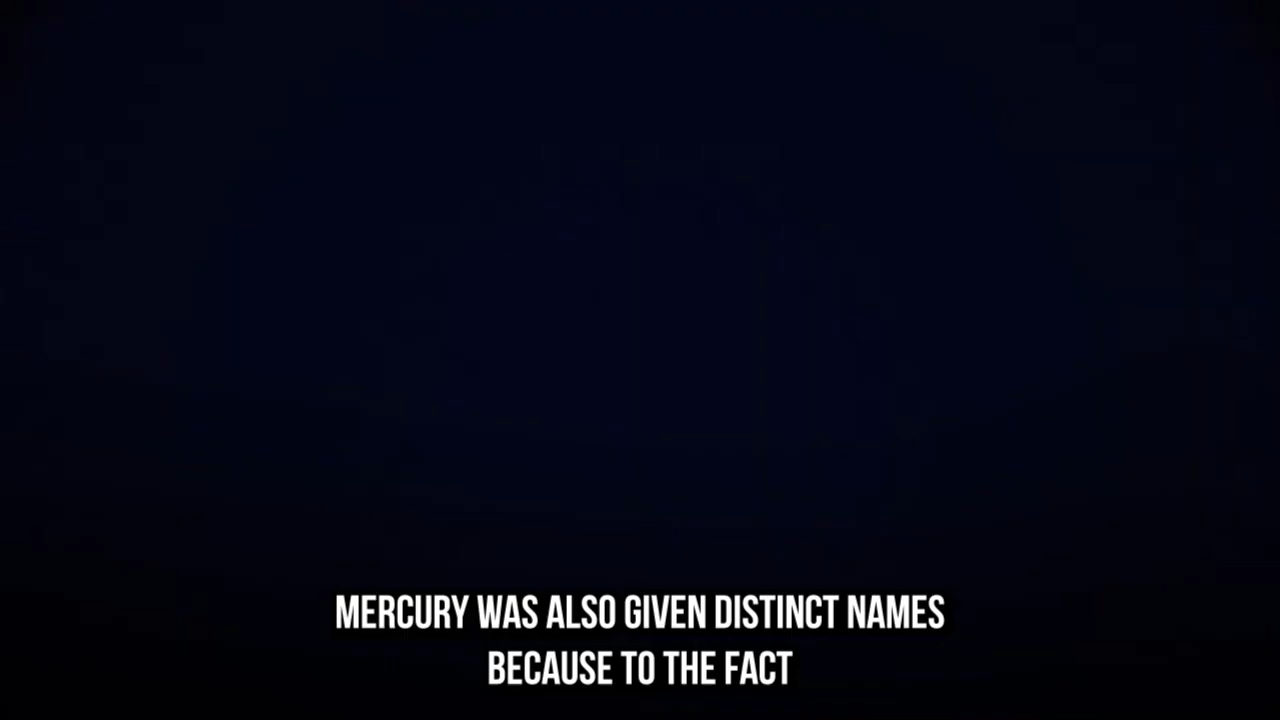 MERCURY WAS ALSO GIVEN DISTINCT NAMES
BECAUSE TO THE FACT